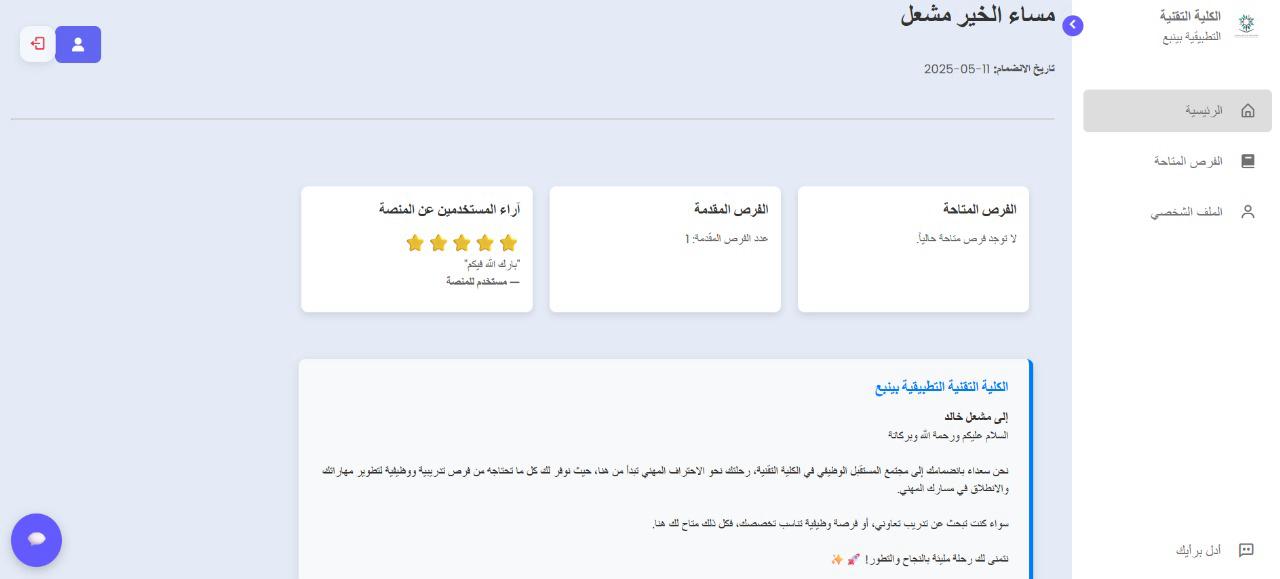 الكلية التقنية
التطبيقية بينبع
الرئيسية
الفرص المتاحة
الملف الشخصي
أدل برأيك
مساء الخير مشعل
تاريخ الانضمام: 11-05-2025
الفرص المتاحة
لا توجد فرص متاحة حالياً.
الفرص المقدمة
عدد الفرص المقدمة: 1
آراء المستخدمين عن المنصة
⭐⭐⭐⭐⭐
"بارك الله فيكم"
— مستخدم للمنصة
الكلية التقنية التطبيقية بينبع
إلى مشعل خالد
السلام عليكم ورحمة الله وبركاتة
نحن سعداء بانضمامك إلى مجتمع المستقبل الوظيفي في الكلية التقنية، رحلتك نحو الاحتراف المهني تبدأ من هنا، حيث نوفر لك كل ما تحتاجه من فرص تدريبية ووظيفية لتطوير مهاراتك
والانطلاق في مسارك المهني.
سواء كنت تبحث عن تدريب تعاوني، أو فرصة وظيفية تناسب تخصصك، فكل ذلك متاح لك هنا.
نتمنى لك رحلة مليئة بالنجاح والتطور! 🚀 ✨